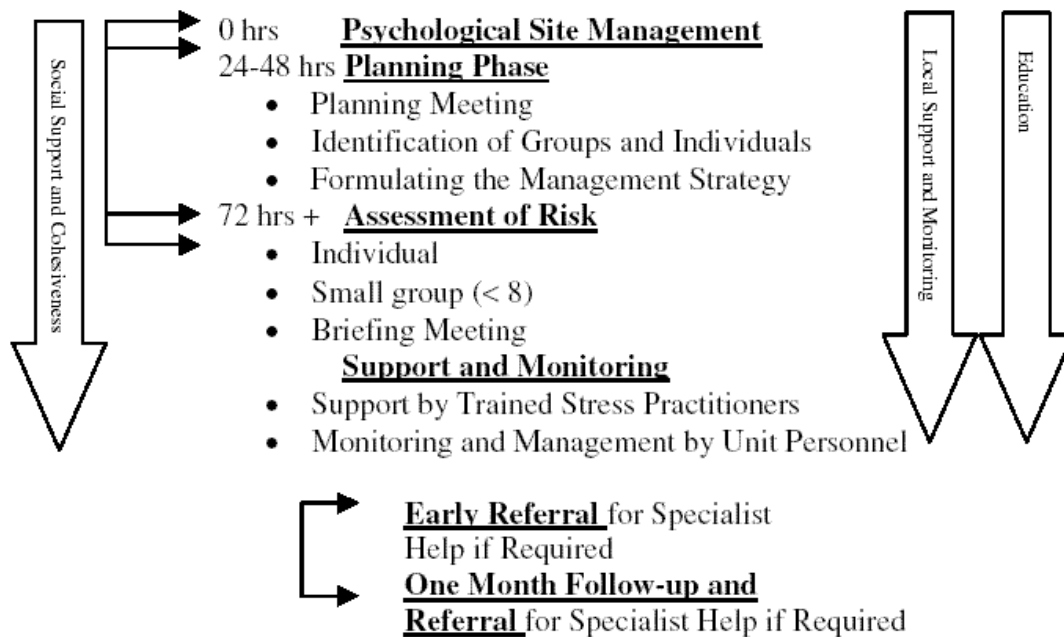 0 hrs Psychological Site Management
24-48 hrs Planning Phase
• Planning Meeting
• Identification of Groups and Individuals
• Formulating the Management Strategy
72 hrs + Assessment of Risk
• Individual
• Small group (< 8)
• Briefing Meeting
Support and Monitoring
• Support by Trained Stress Practitioners
• Monitoring and Management by Unit Personnel
Early Referral for Specialist
Help if Required
One Month Follow-up and
Referral for Specialist Help if Required
Social Support and Cohesiveness
Local Support and Monitoring
Education